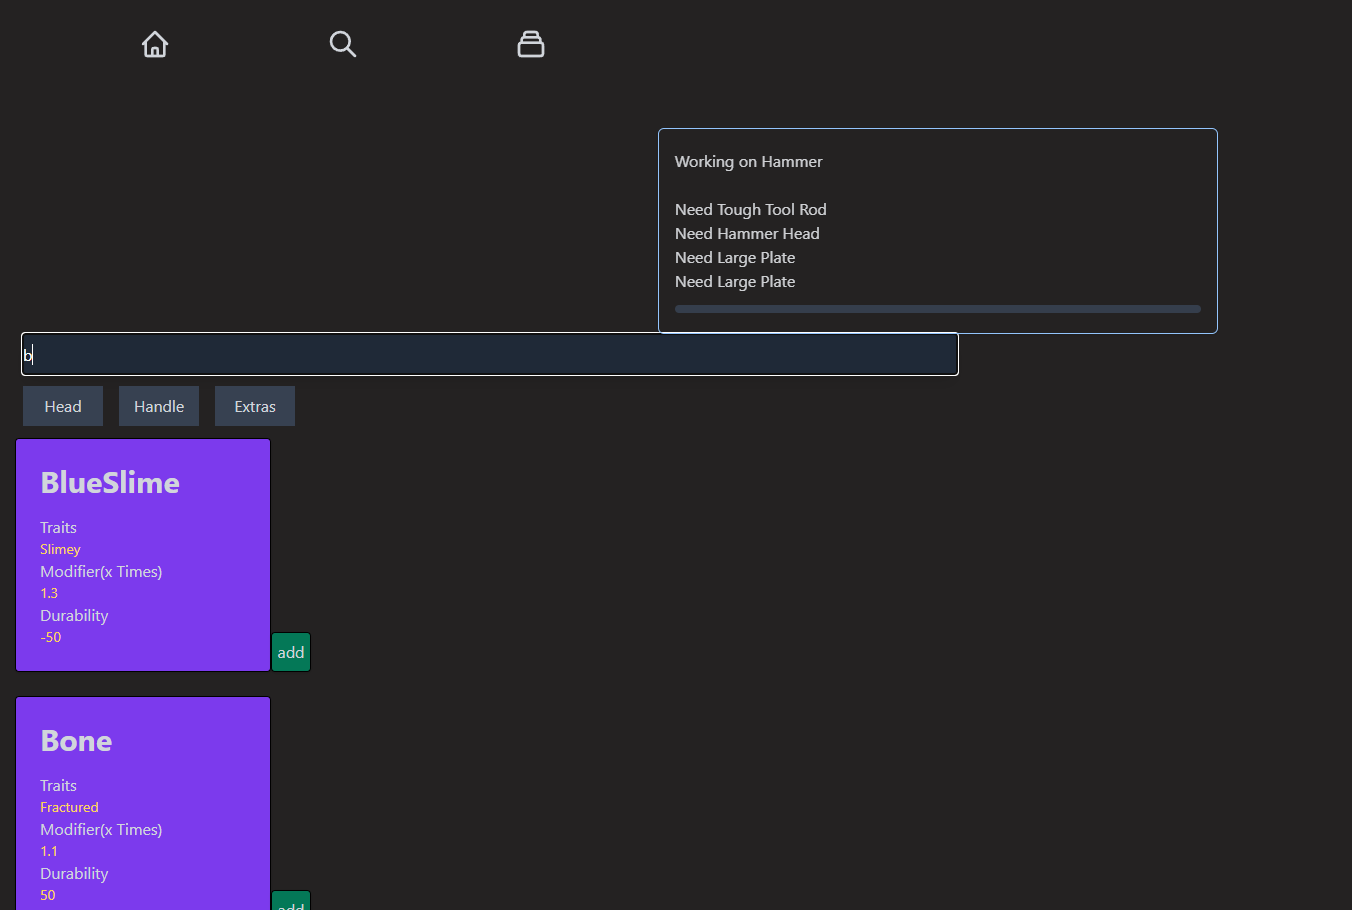 Working on Hammer
Need Tough Tool Rod
Need Hammer Head
Need Large Plate
Need Large Plate
b
Head Handle Extras
BlueSlime
Traits
Slimey
Modifier(x Times)
1.3
Durability
-50
add
Bone
Traits
Fractured
Modifier(x Times)
1.1
Durability
50
add